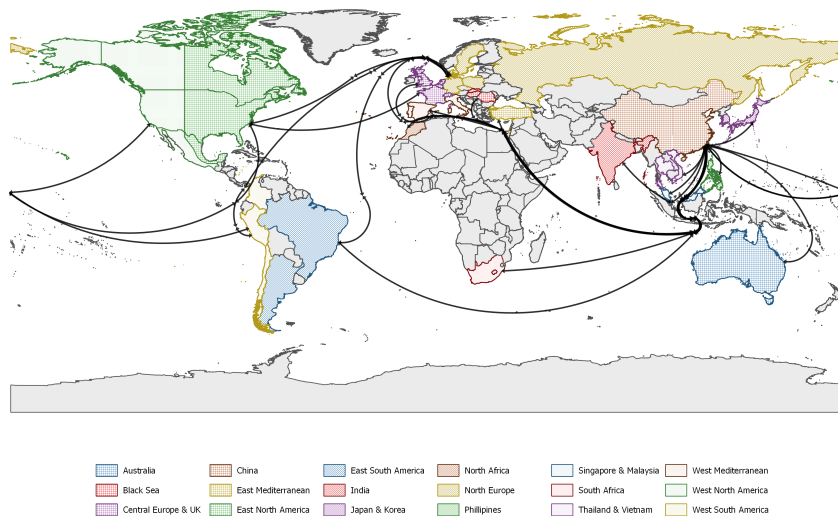 Australia China East South America North Africa Singapore & Malaysia West Mediterranean
Black Sea East Mediterranean India North Europe South Africa West North America
Central Europe & UK East North America Japan & Korea Phillipines Thailand & Vietnam West South America